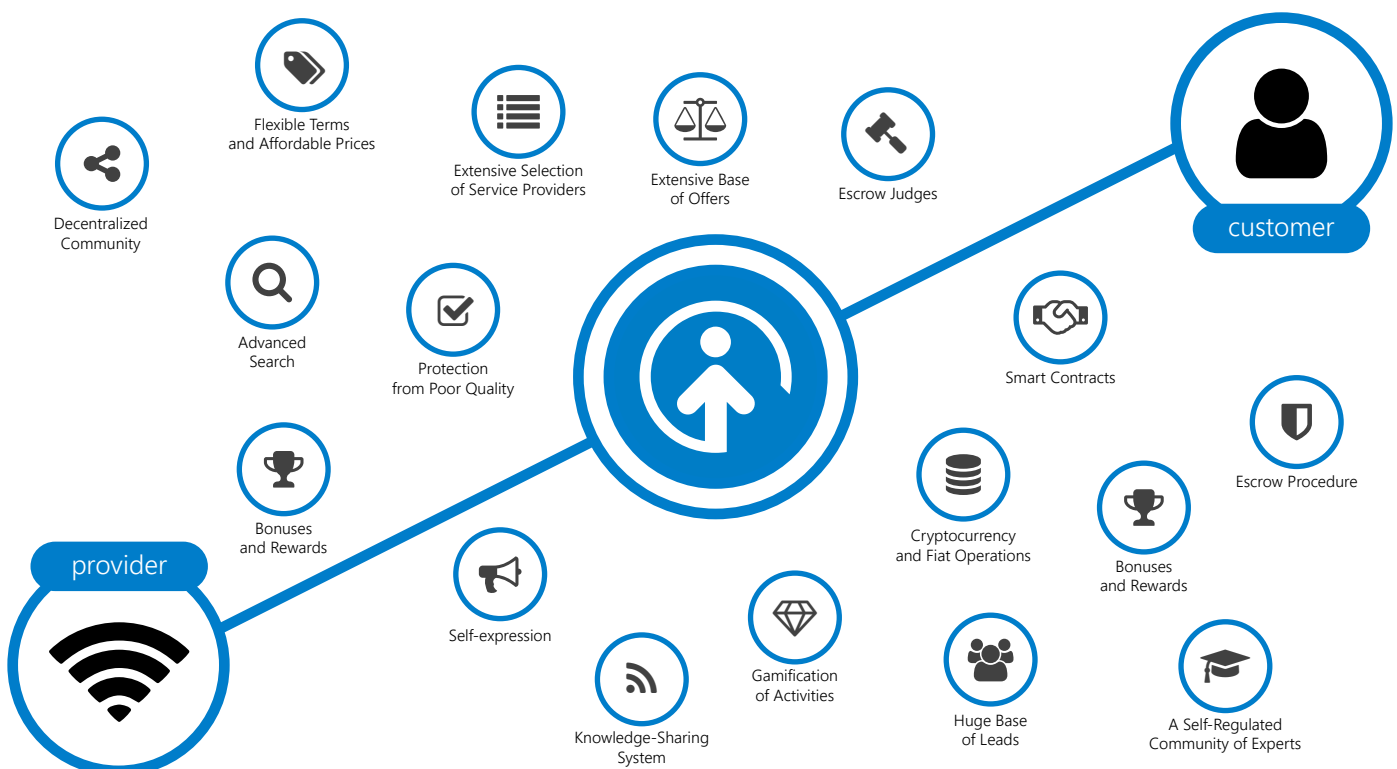 Flexible Terms
and Affordable Prices
Extensive Selection
of Service Providers
Extensive Base
of Offers
Escrow Judges
Decentralized
Community
customer
Advanced
Search
Protection
from Poor Quality
Smart Contracts
Escrow Procedure
Bonuses
and Rewards
Cryptocurrency
and Fiat Operations
Bonuses
and Rewards
provider
Self-expression
Gamification
of Activities
Knowledge-Sharing
System
Huge Base
of Leads
A Self-Regulated
Community of Experts